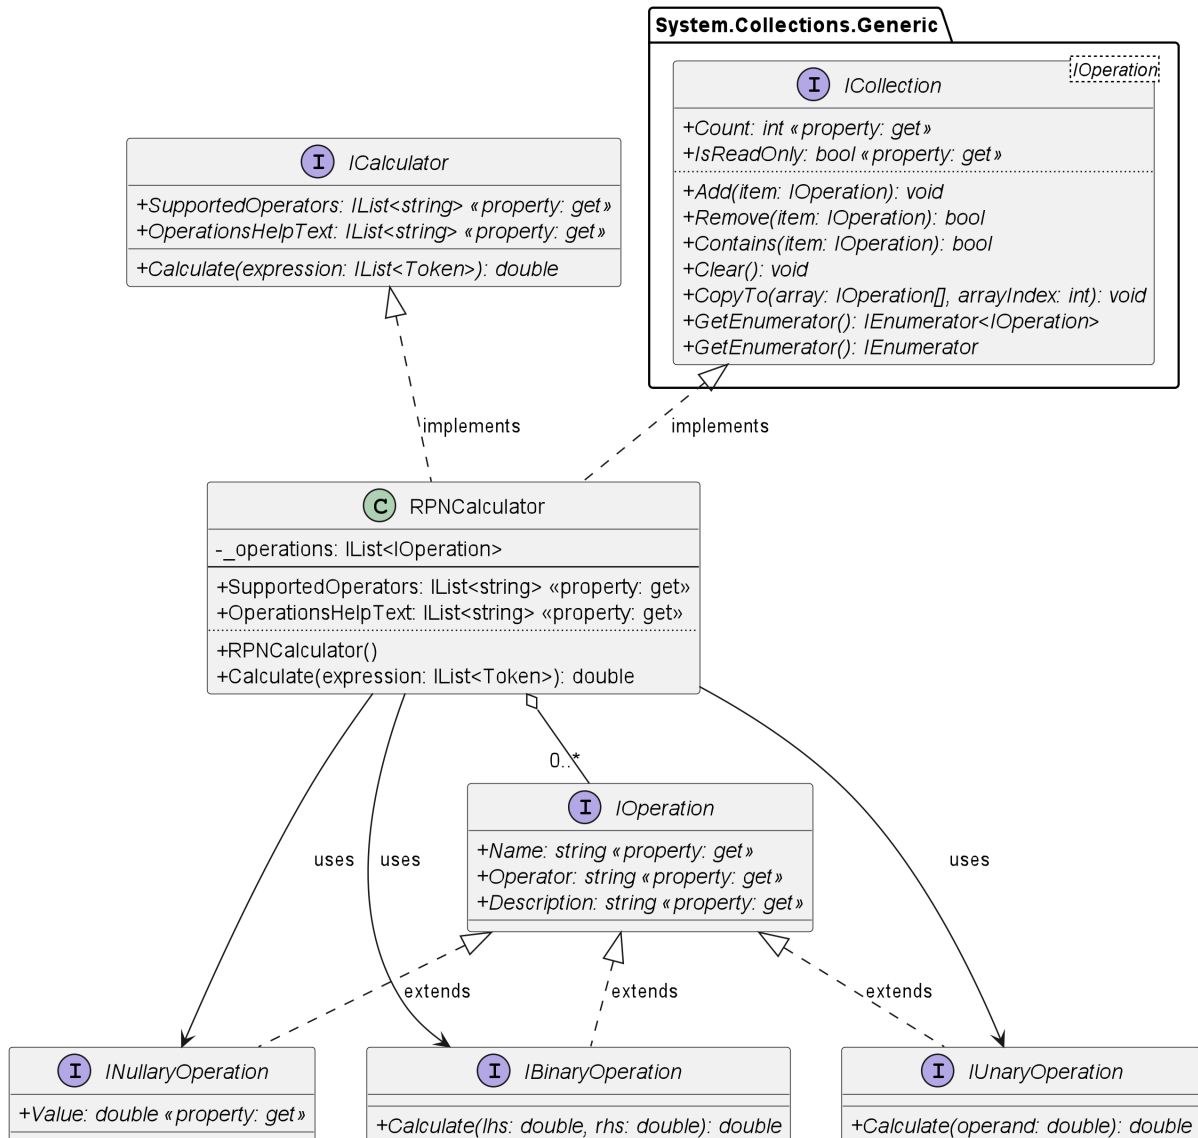 System.Collections.Generic
IOperation
I ICollection
+Count: int «property: get»
+IsReadOnly: bool «property: get»
+Add(item: IOperation): void
+Remove(item: IOperation): bool
+Contains(item: IOperation): bool
+Clear(): void
+CopyTo(array: IOperation[], arrayIndex: int): void
+GetEnumerator(): IEnumerator<IOperation>
+GetEnumerator(): IEnumerator
I ICalculator
+SupportedOperators: IList<string> «property: get»
+OperationsHelpText: IList<string> «property: get»
+Calculate(expression: IList<Token>): double
implements
implements
C RPNCalculator
-_operations: IList<IOperation>
+SupportedOperators: IList<string> «property: get»
+OperationsHelpText: IList<string> «property: get»
+RPNCalculator()
+Calculate(expression: IList<Token>): double
0..*
I IOperation
+Name: string «property: get»
+Operator: string «property: get»
+Description: string «property: get»
uses
uses
uses
extends
extends
extends
I INullaryOperation
+Value: double «property: get»
I IBinaryOperation
+Calculate(lhs: double, rhs: double): double
I IUnaryOperation
+Calculate(operand: double): double